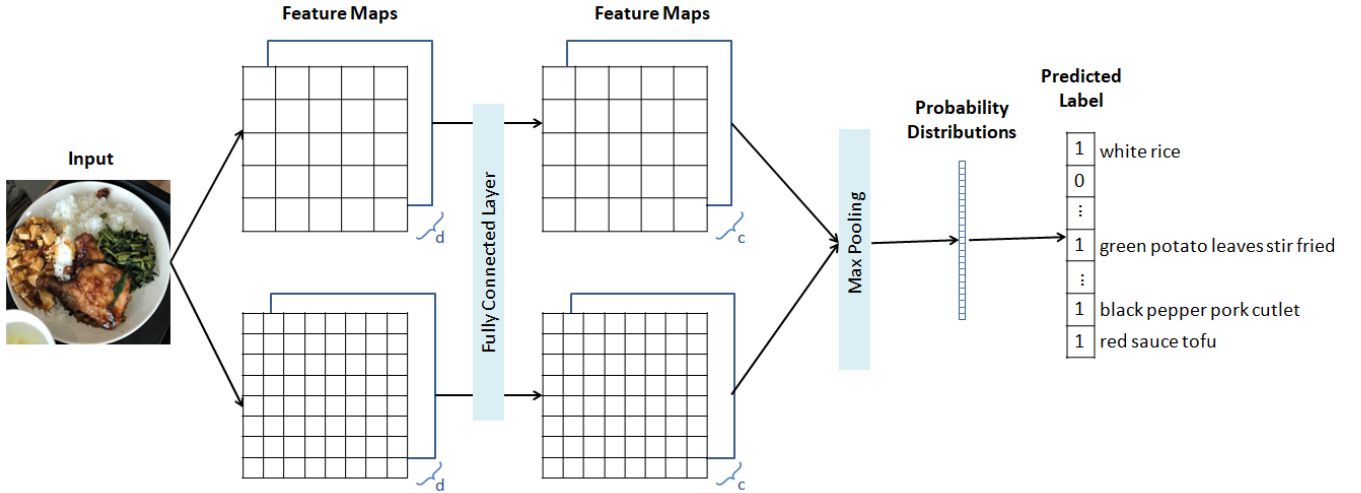 Feature Maps
Feature Maps
Input
d
d
Fully Connected Layer
c
c
Max Pooling
Probability
Distributions
Predicted
Label
1 white rice
0
⋮
1 green potato leaves stir fried
⋮
1 black pepper pork cutlet
1 red sauce tofu